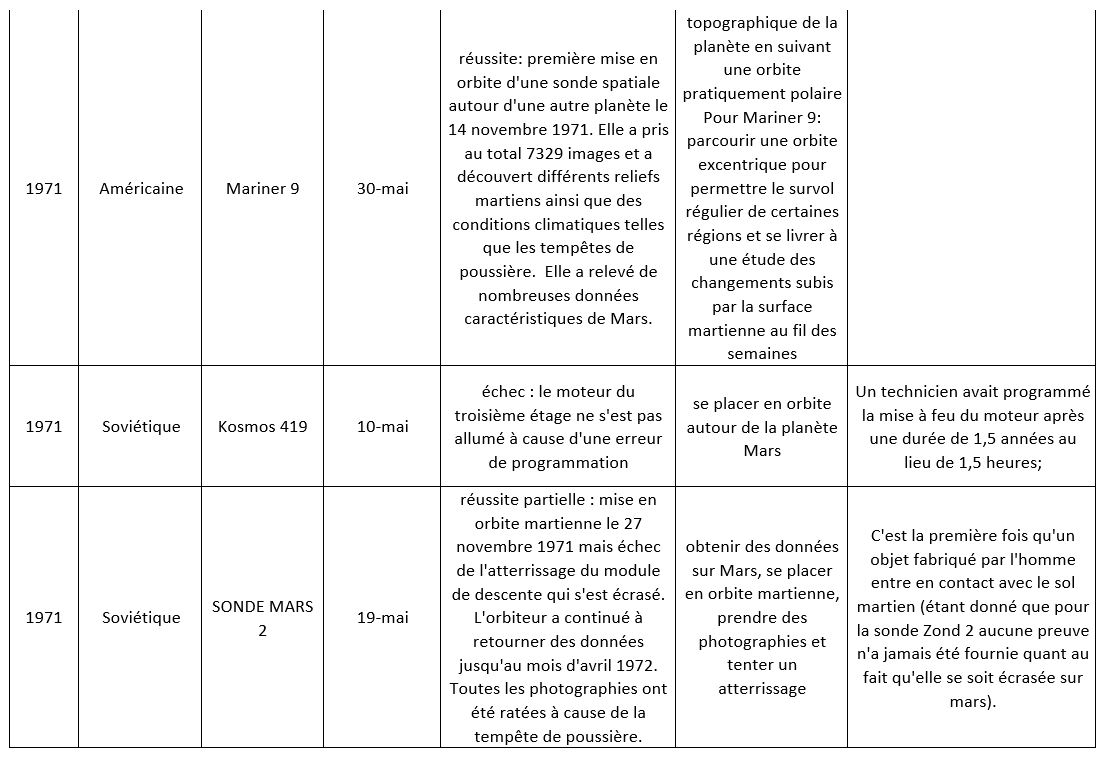 1971
Américaine
Mariner 9
30-mai
réussite: première mise en
orbite d'une sonde spatiale
autour d'une autre planète le
14 novembre 1971. Elle a pris
au total 7329 images et a
découvert différents reliefs
martiens ainsi que des
conditions climatiques telles
que les tempêtes de
poussière.  Elle a relevé de
nombreuses données
caractéristiques de Mars.
topographique de la
planète en suivant
une orbite
pratiquement polaire
Pour Mariner 9:
parcourir une orbite
excentrique pour
permettre le survol
régulier de certaines
régions et se livrer à
une étude des
changements subis
par la surface
martienne au fil des
semaines
1971
Soviétique
Kosmos 419
10-mai
échec : le moteur du
troisième étage ne s'est pas
allumé à cause d'une erreur
de programmation
se placer en orbite
autour de la planète
Mars
Un technicien avait programmé
la mise à feu du moteur après
une durée de 1,5 années au
lieu de 1,5 heures;
1971
Soviétique
SONDE MARS
2
19-mai
réussite partielle : mise en
orbite martienne le 27
novembre 1971 mais échec
de l'atterrissage du module
de descente qui s'est écrasé.
L'orbiteur a continué à
retourner des données
jusqu'au mois d'avril 1972.
Toutes les photographies ont
été ratées à cause de la
tempête de poussière.
obtenir des données
sur Mars, se placer
en orbite martienne,
prendre des
photographies et
tenter un
atterrissage
C'est la première fois qu'un
objet fabriqué par l'homme
entre en contact avec le sol
martien (étant donné que pour
la sonde Zond 2 aucune preuve
n'a jamais été fournie quant au
fait qu'elle se soit écrasée sur
mars).